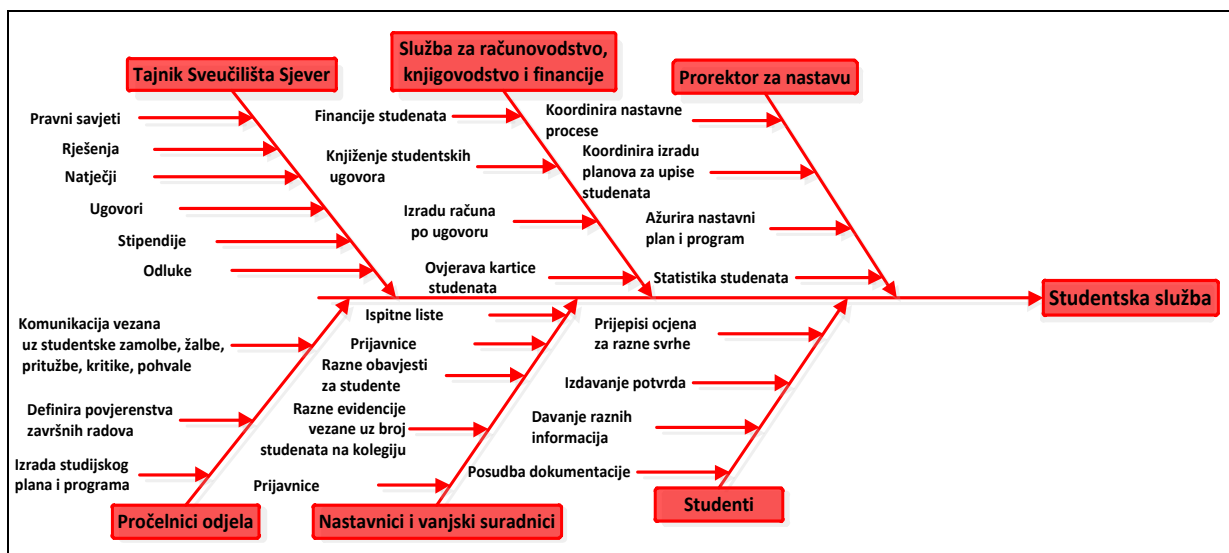 Tajnik Sveučilišta Sjever
Pravni savjeti
Rješenja
Natječji
Ugovori
Stipendije
Odluke
Služba za računovodstvo,
knjigovodstvo i financije
Financije studenata
Knjiženje studentskih
ugovora
Izradu računa
po ugovoru
Ovjerava kartice
studenata
Prorektor za nastavu
Koordinira nastavne
procese
Koordinira izradu
planova za upise
studenata
Ažurira nastavni
plan i program
Statistika studenata
Studentska služba
Komunikacija vezana
uz studentske zamolbe, žalbe,
pritužbe, kritike, pohvale
Definira povjerenstva
završnih radova
Izrada studijskog
plana i programa
Pročelnici odjela
Ispitne liste
Prijavnice
Razne obavjesti
za studente
Razne evidencije
vezane uz broj
studenata na kolegiju
Prijavnice
Nastavnici i vanjski suradnici
Prijepisi ocjena
za razne svrhe
Izdavanje potvrda
Davanje raznih
informacija
Posudba dokumentacije
Studenti